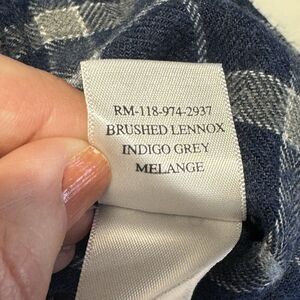 RM-118-974-2937
BRUSHED LENNOX
INDIGO GREY
MELANGE